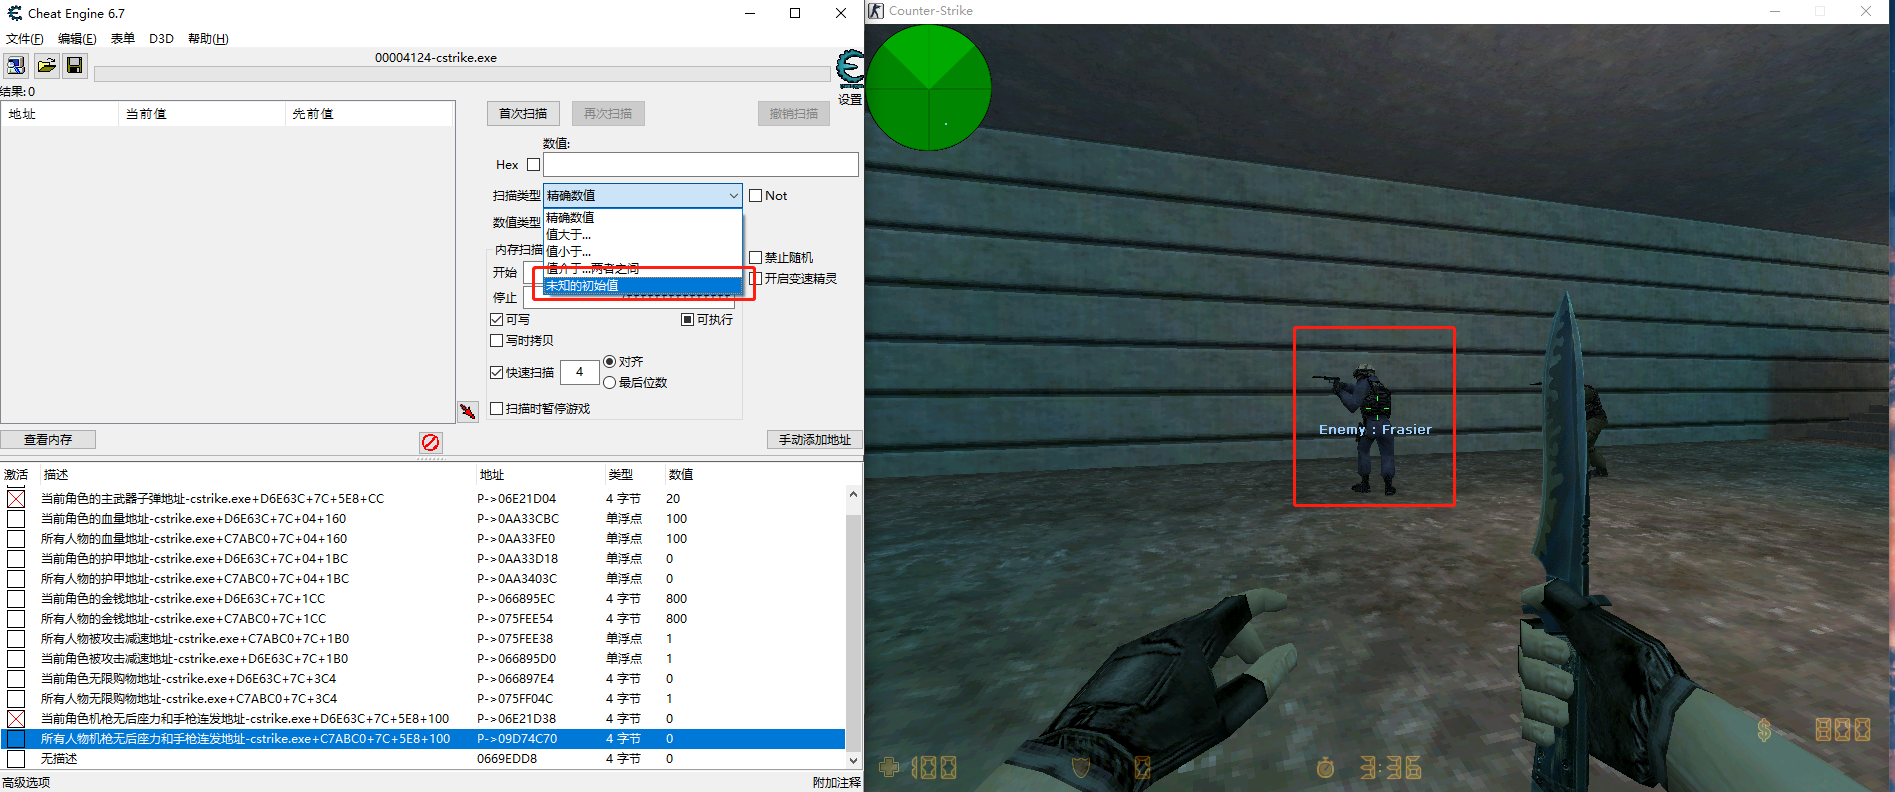 Cheat Engine 6.7
文件(F) 编辑(E) 表单 D3D 帮助(H)
00004124-cstrike.exe
设置
结果: 0
地址 当前值 先前值
首次扫描 再次扫描 撤销扫描
数值:
Hex
扫描类型 精确数值 Not
数值类型
精确数值
值大于...
值小于...
值介于...两者之间
未知的初始值
内存扫描
开始
停止
禁止随机
开启变速精灵
可写 可执行
写时拷贝
快速扫描 4 对齐
最后位数
扫描时暂停游戏
查看内存 手动添加地址
激活 描述 地址 类型 数值
当前角色的主武器子弹地址-cstrike.exe+D6E63C+7C+5E8+CC P->06E21D04 4 字节 20
当前角色的血量地址-cstrike.exe+D6E63C+7C+04+160 P->0AA33CBC 单浮点 100
所有人物的血量地址-cstrike.exe+C7ABC0+7C+04+160 P->0AA33FE0 单浮点 100
当前角色的护甲地址-cstrike.exe+D6E63C+7C+04+1BC P->0AA33D18 单浮点 0
所有人物的护甲地址-cstrike.exe+C7ABC0+7C+04+1BC P->0AA3403C 单浮点 0
当前角色的金钱地址-cstrike.exe+D6E63C+7C+1CC P->066895EC 4 字节 800
所有人物的金钱地址-cstrike.exe+C7ABC0+7C+1CC P->075FEE54 4 字节 800
所有人物被攻击减速地址-cstrike.exe+C7ABC0+7C+1B0 P->075FEE38 单浮点 1
当前角色被攻击减速地址-cstrike.exe+D6E63C+7C+1B0 P->066895D0 单浮点 1
当前角色无限购物地址-cstrike.exe+D6E63C+7C+3C4 P->066897E4 4 字节 0
所有人物无限购物地址-cstrike.exe+C7ABC0+7C+3C4 P->075FF04C 4 字节 1
当前角色机枪无后座力和手枪连发地址-cstrike.exe+D6E63C+7C+5E8+100 P->06E21D38 4 字节 0
所有人物机枪无后座力和手枪连发地址-cstrike.exe+C7ABC0+7C+5E8+100 P->09D74C70 4 字节 0
无描述 0669EDD8 4 字节 0
高级选项 附加注释
Counter-Strike
Enemy : Frasier
$ 800
100 0 3:36